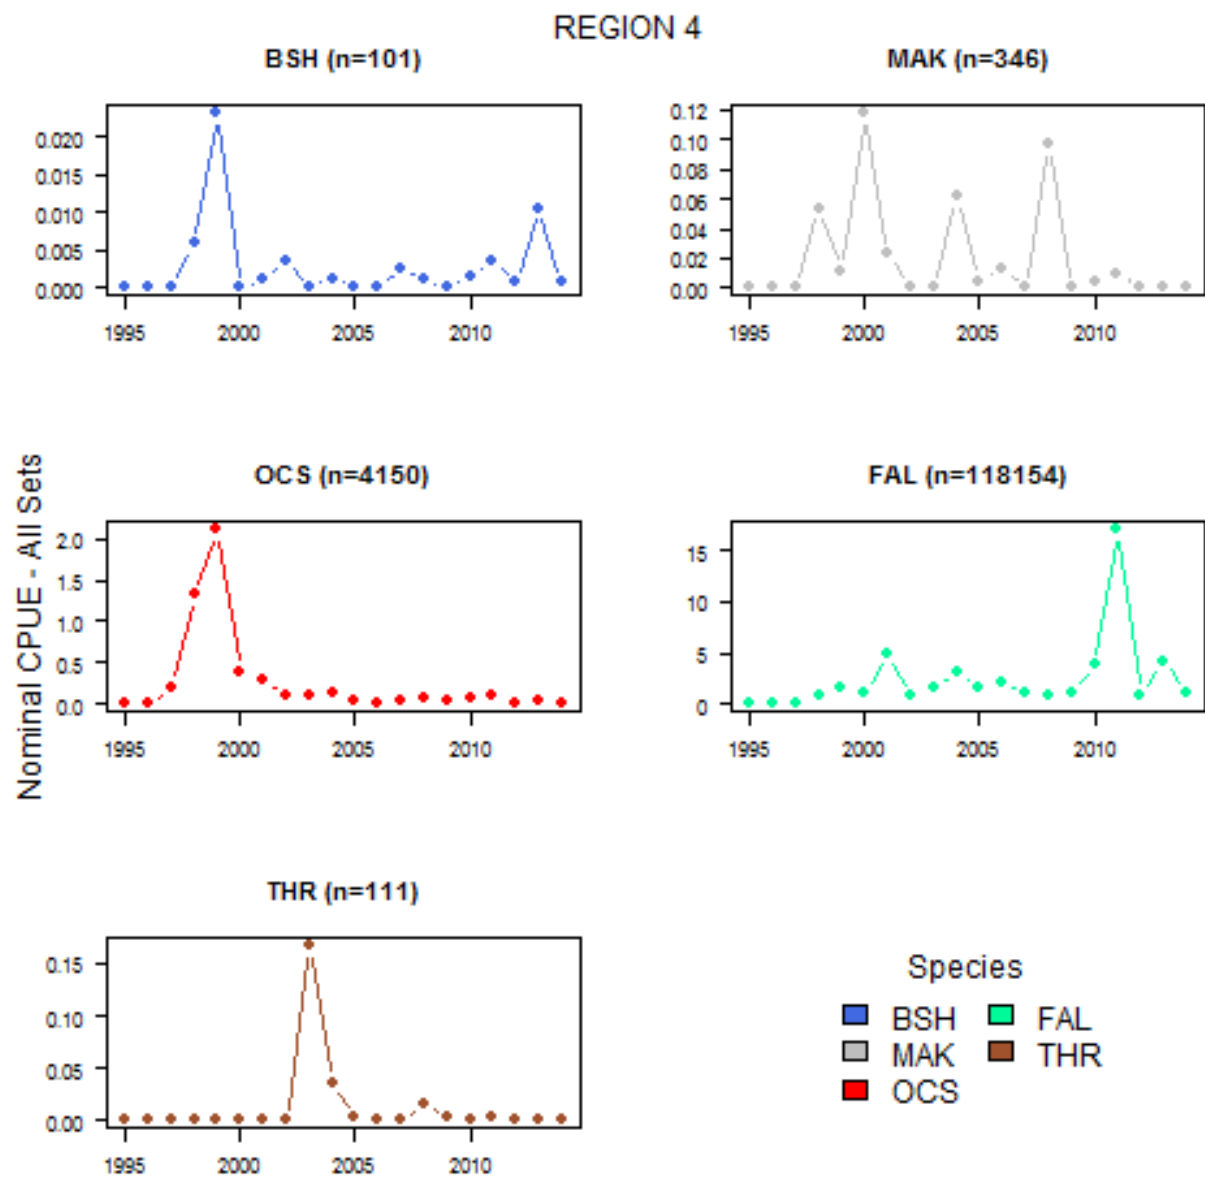 REGION 4
BSH (n=101)
0.020
0.015
0.010
0.005
0.000
1995 2000 2005 2010
MAK (n=346)
0.12
0.10
0.08
0.06
0.04
0.02
0.00
1995 2000 2005 2010
Nominal CPUE - All Sets
OCS (n=4150)
2.0
1.5
1.0
0.5
0.0
1995 2000 2005 2010
FAL (n=118154)
15
10
5
0
1995 2000 2005 2010
THR (n=111)
0.15
0.10
0.05
0.00
1995 2000 2005 2010
Species
BSH FAL
MAK THR
OCS